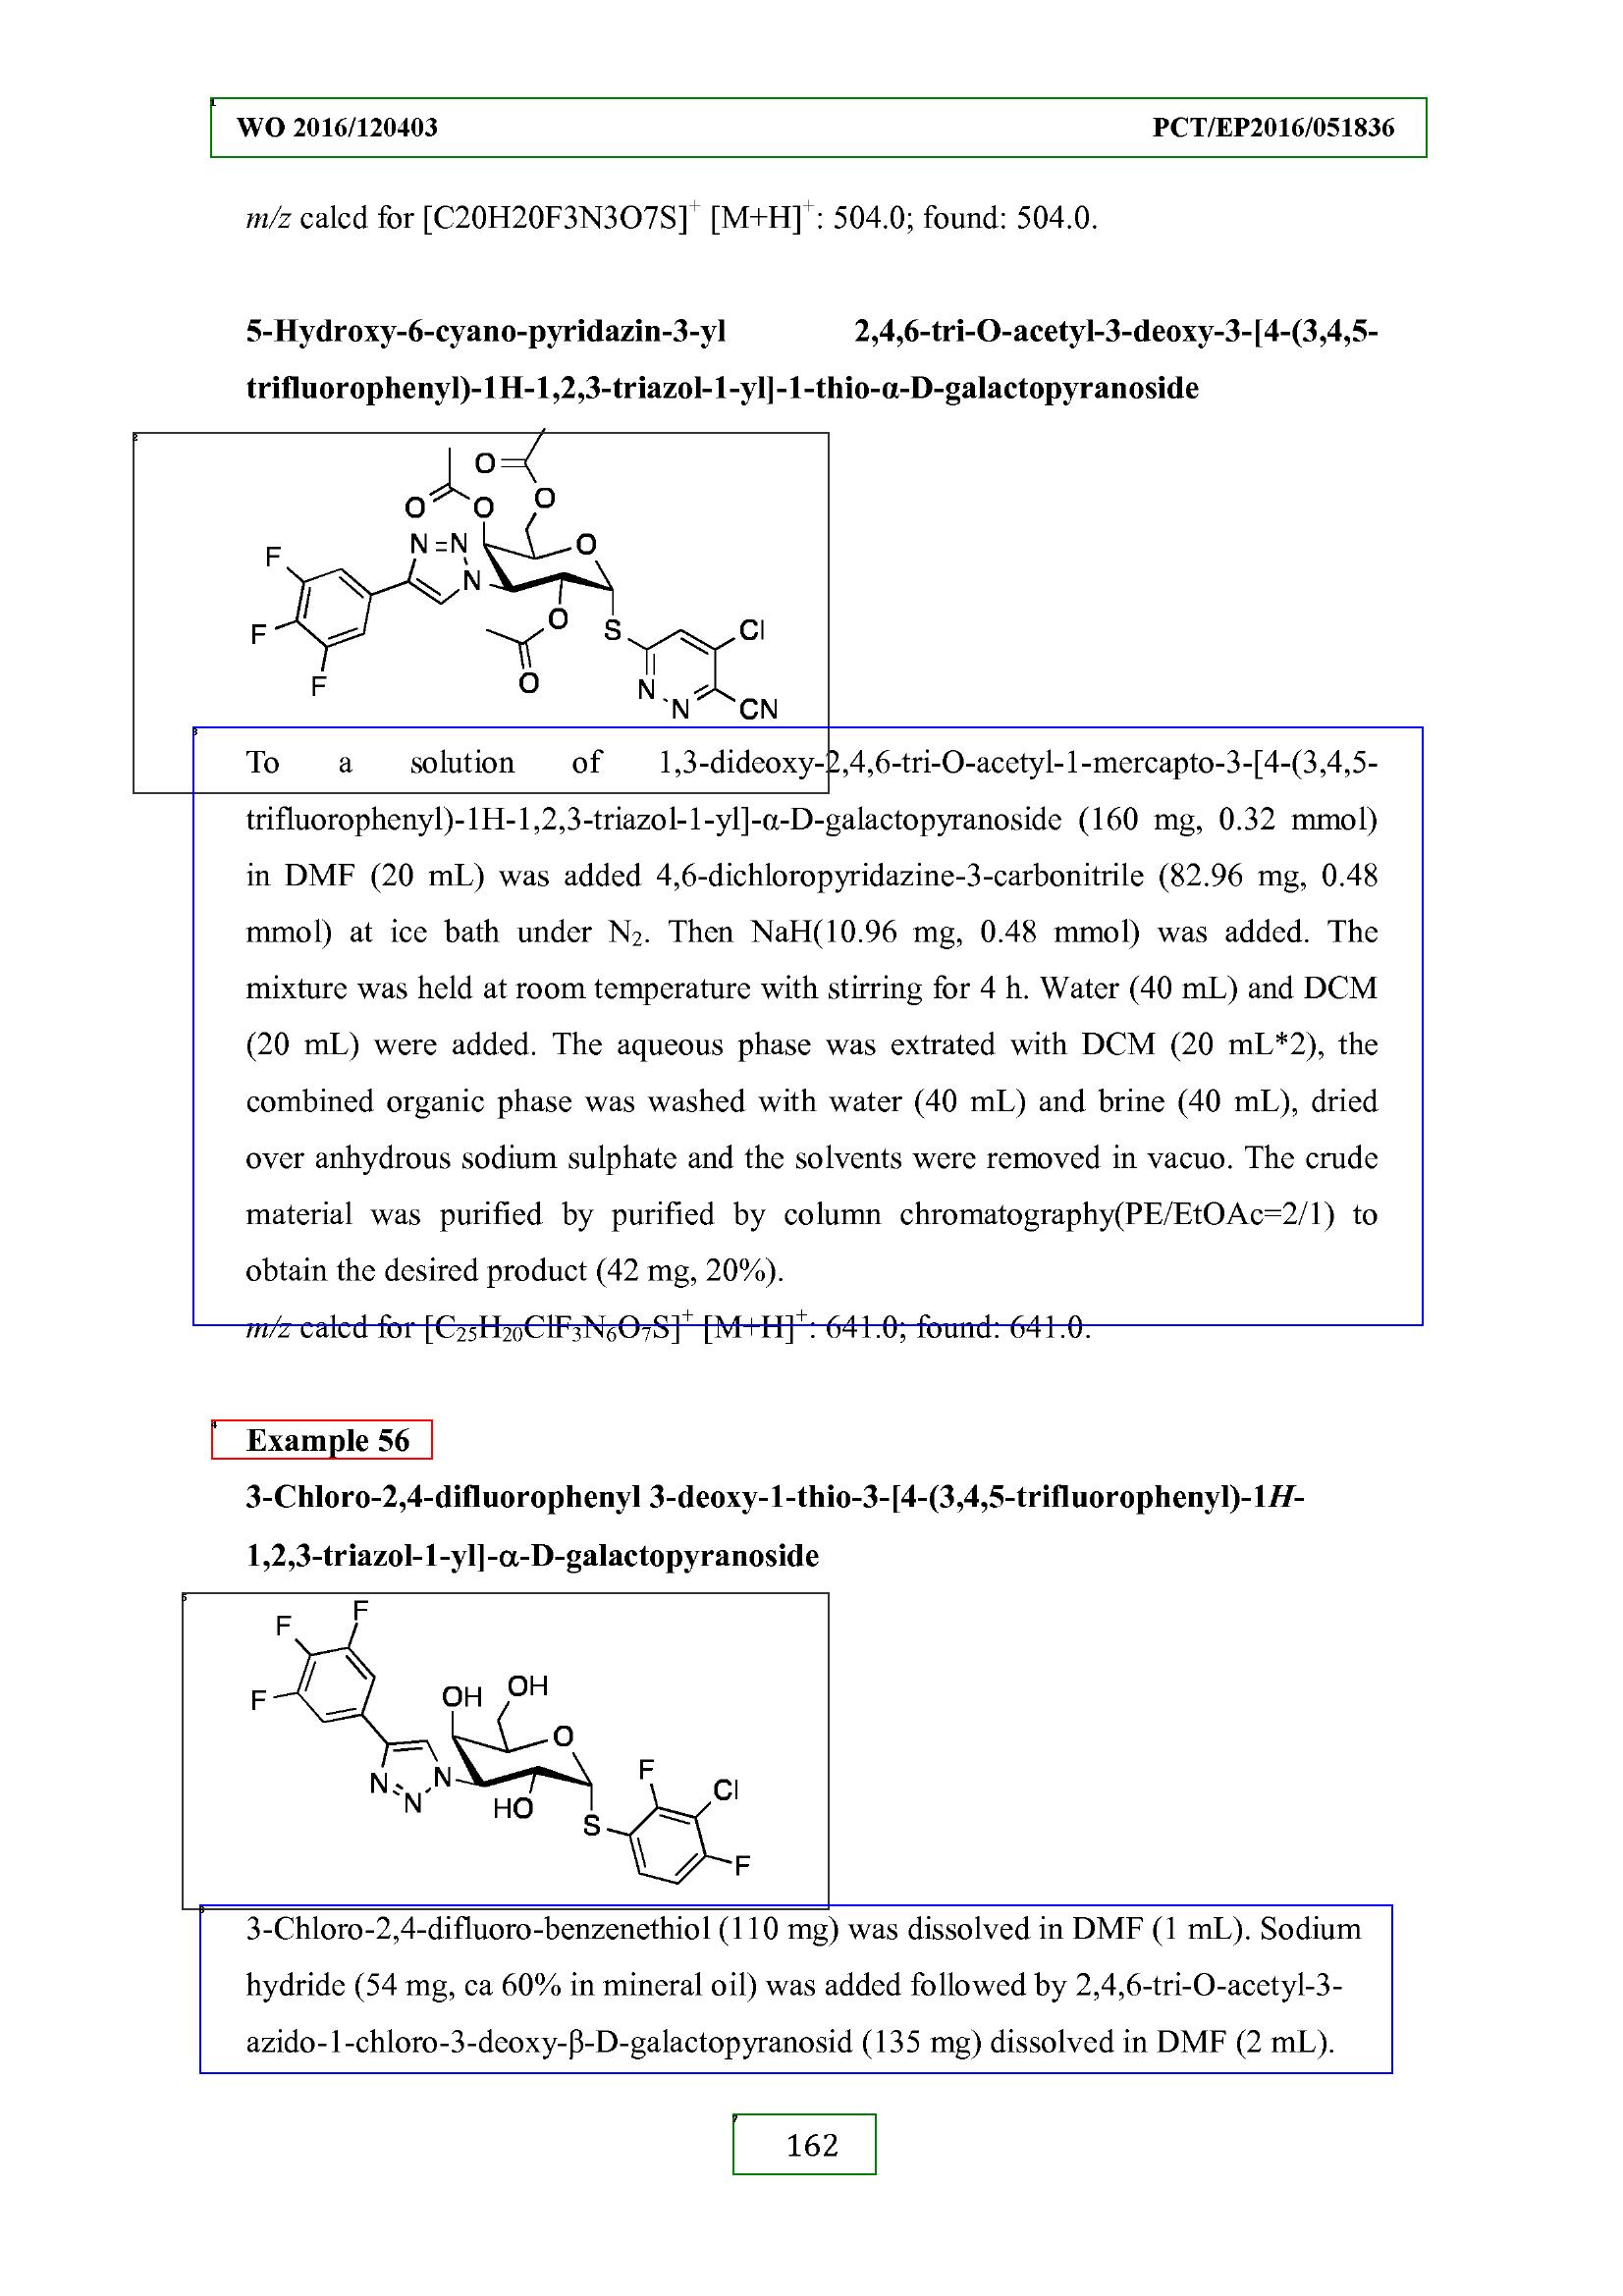 WO 2016/120403 PCT/EP2016/051836
m/z calcd for [C20H20F3N3O7S]+ [M+H]+: 504.0; found: 504.0.
5-Hydroxy-6-cyano-pyridazin-3-yl 2,4,6-tri-O-acetyl-3-deoxy-3-[4-(3,4,5-
trifluorophenyl)-1H-1,2,3-triazol-1-yl]-1-thio-α-D-galactopyranoside
O O
O O O
N=N O
F N
F O S Cl
F O N N CN
To a solution of 1,3-dideoxy-2,4,6-tri-O-acetyl-1-mercapto-3-[4-(3,4,5-
trifluorophenyl)-1H-1,2,3-triazol-1-yl]-α-D-galactopyranoside (160 mg, 0.32 mmol)
in DMF (20 mL) was added 4,6-dichloropyridazine-3-carbonitrile (82.96 mg, 0.48
mmol) at ice bath under N2. Then NaH(10.96 mg, 0.48 mmol) was added. The
mixture was held at room temperature with stirring for 4 h. Water (40 mL) and DCM
(20 mL) were added. The aqueous phase was extrated with DCM (20 mL*2), the
combined organic phase was washed with water (40 mL) and brine (40 mL), dried
over anhydrous sodium sulphate and the solvents were removed in vacuo. The crude
material was purified by purified by column chromatography(PE/EtOAc=2/1) to
obtain the desired product (42 mg, 20%).
m/z calcd for [C25H20ClF3N6O7S]+ [M+H]+: 641.0; found: 641.0.
Example 56
3-Chloro-2,4-difluorophenyl 3-deoxy-1-thio-3-[4-(3,4,5-trifluorophenyl)-1H-
1,2,3-triazol-1-yl]-α-D-galactopyranoside
F F
F OH OH
O
N N N HO F Cl
S
F
3-Chloro-2,4-difluoro-benzenethiol (110 mg) was dissolved in DMF (1 mL). Sodium
hydride (54 mg, ca 60% in mineral oil) was added followed by 2,4,6-tri-O-acetyl-3-
azido-1-chloro-3-deoxy-β-D-galactopyranosid (135 mg) dissolved in DMF (2 mL).
162